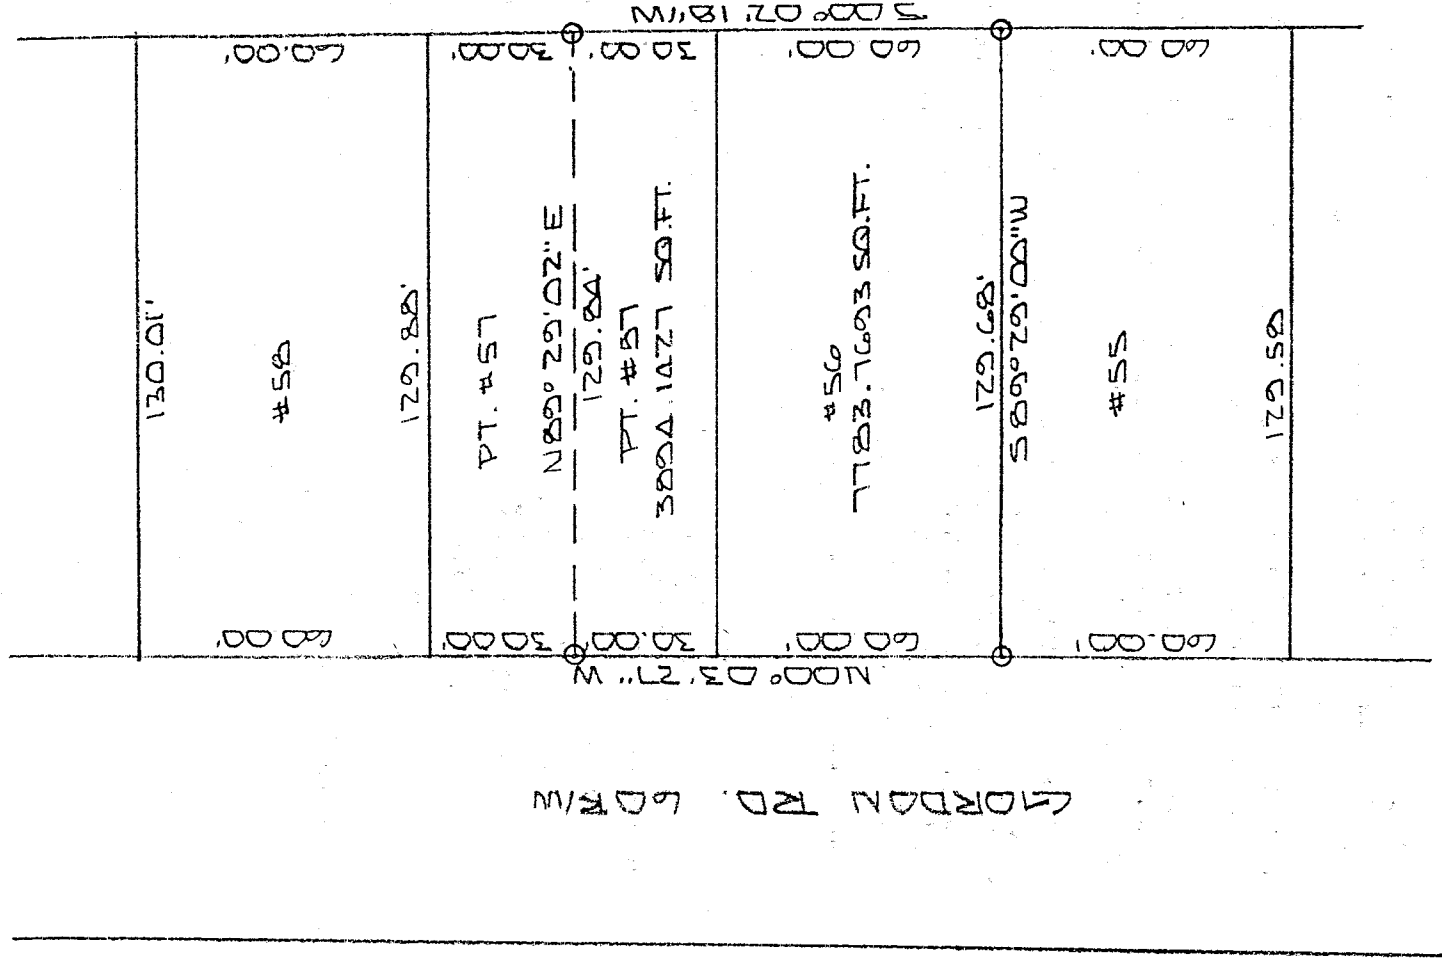 S 00° 02' 18" W
60.00'
30.00'
30.00'
60.00'
60.00'
130.01'
#58
129.88'
PT. #57
N89° 29' 02" E
129.84'
PT. #57
3894.1427 SQ.FT.
#56
7783.7693 SQ.FT.
129.68'
S89° 29' 00" W
#55
129.58
60.00'
30.00'
30.00'
60.00'
60.00'
N00° 03' 27" W
GORDON RD. 60 R/W